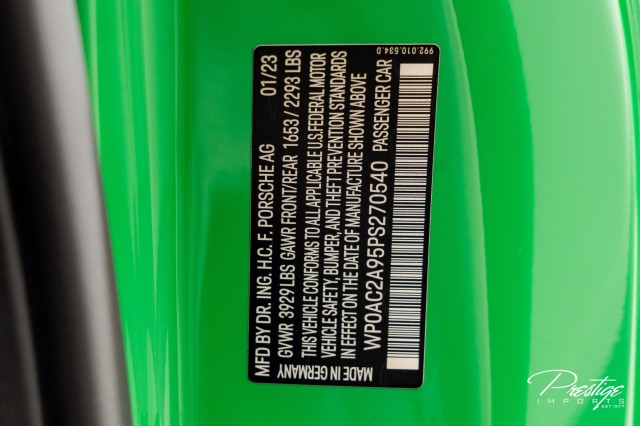 MFD BY DR. ING. H.C. F. PORSCHE AG 01/23
GVWR 3929 LBS GAWR FRONT/REAR 1653 / 2293 LBS
THIS VEHICLE CONFORMS TO ALL APPLICABLE U.S.FEDERAL MOTOR
VEHICLE SAFETY, BUMPER, AND THEFT PREVENTION STANDARDS
IN EFFECT ON THE DATE OF MANUFACTURE SHOWN ABOVE
WP0AC2A95PS270540 PASSENGER CAR
MADE IN GERMANY
992.010.534.D
Prestige
IMPORTS
EST 1977